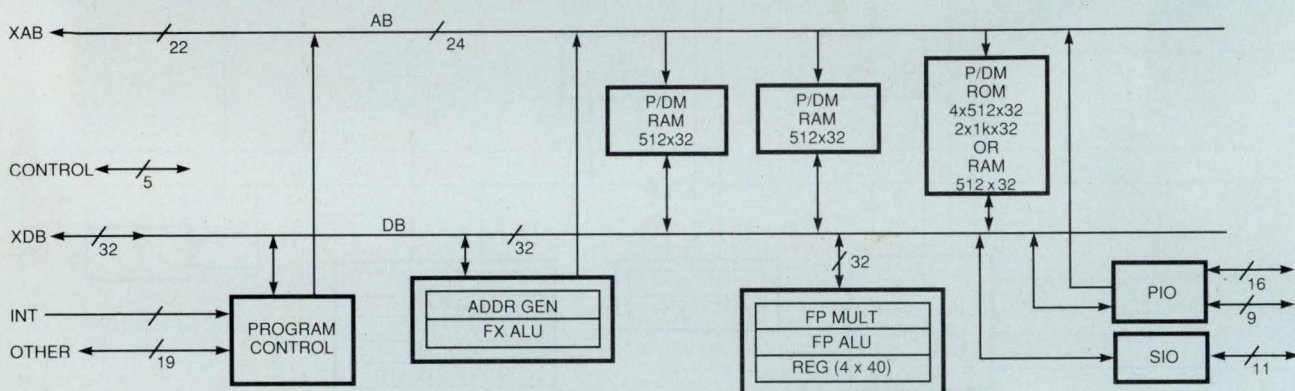 XAB
22
AB
24
P/DM
RAM
512x32
P/DM
RAM
512x32
P/DM
ROM
4x512x32
2x1kx32
OR
RAM
512 x 32
CONTROL
5
XDB
32
DB
32
32
INT
OTHER
19
PROGRAM
CONTROL
ADDR GEN
FX ALU
FP MULT
FP ALU
REG (4 x 40)
PIO
16
9
SIO
11